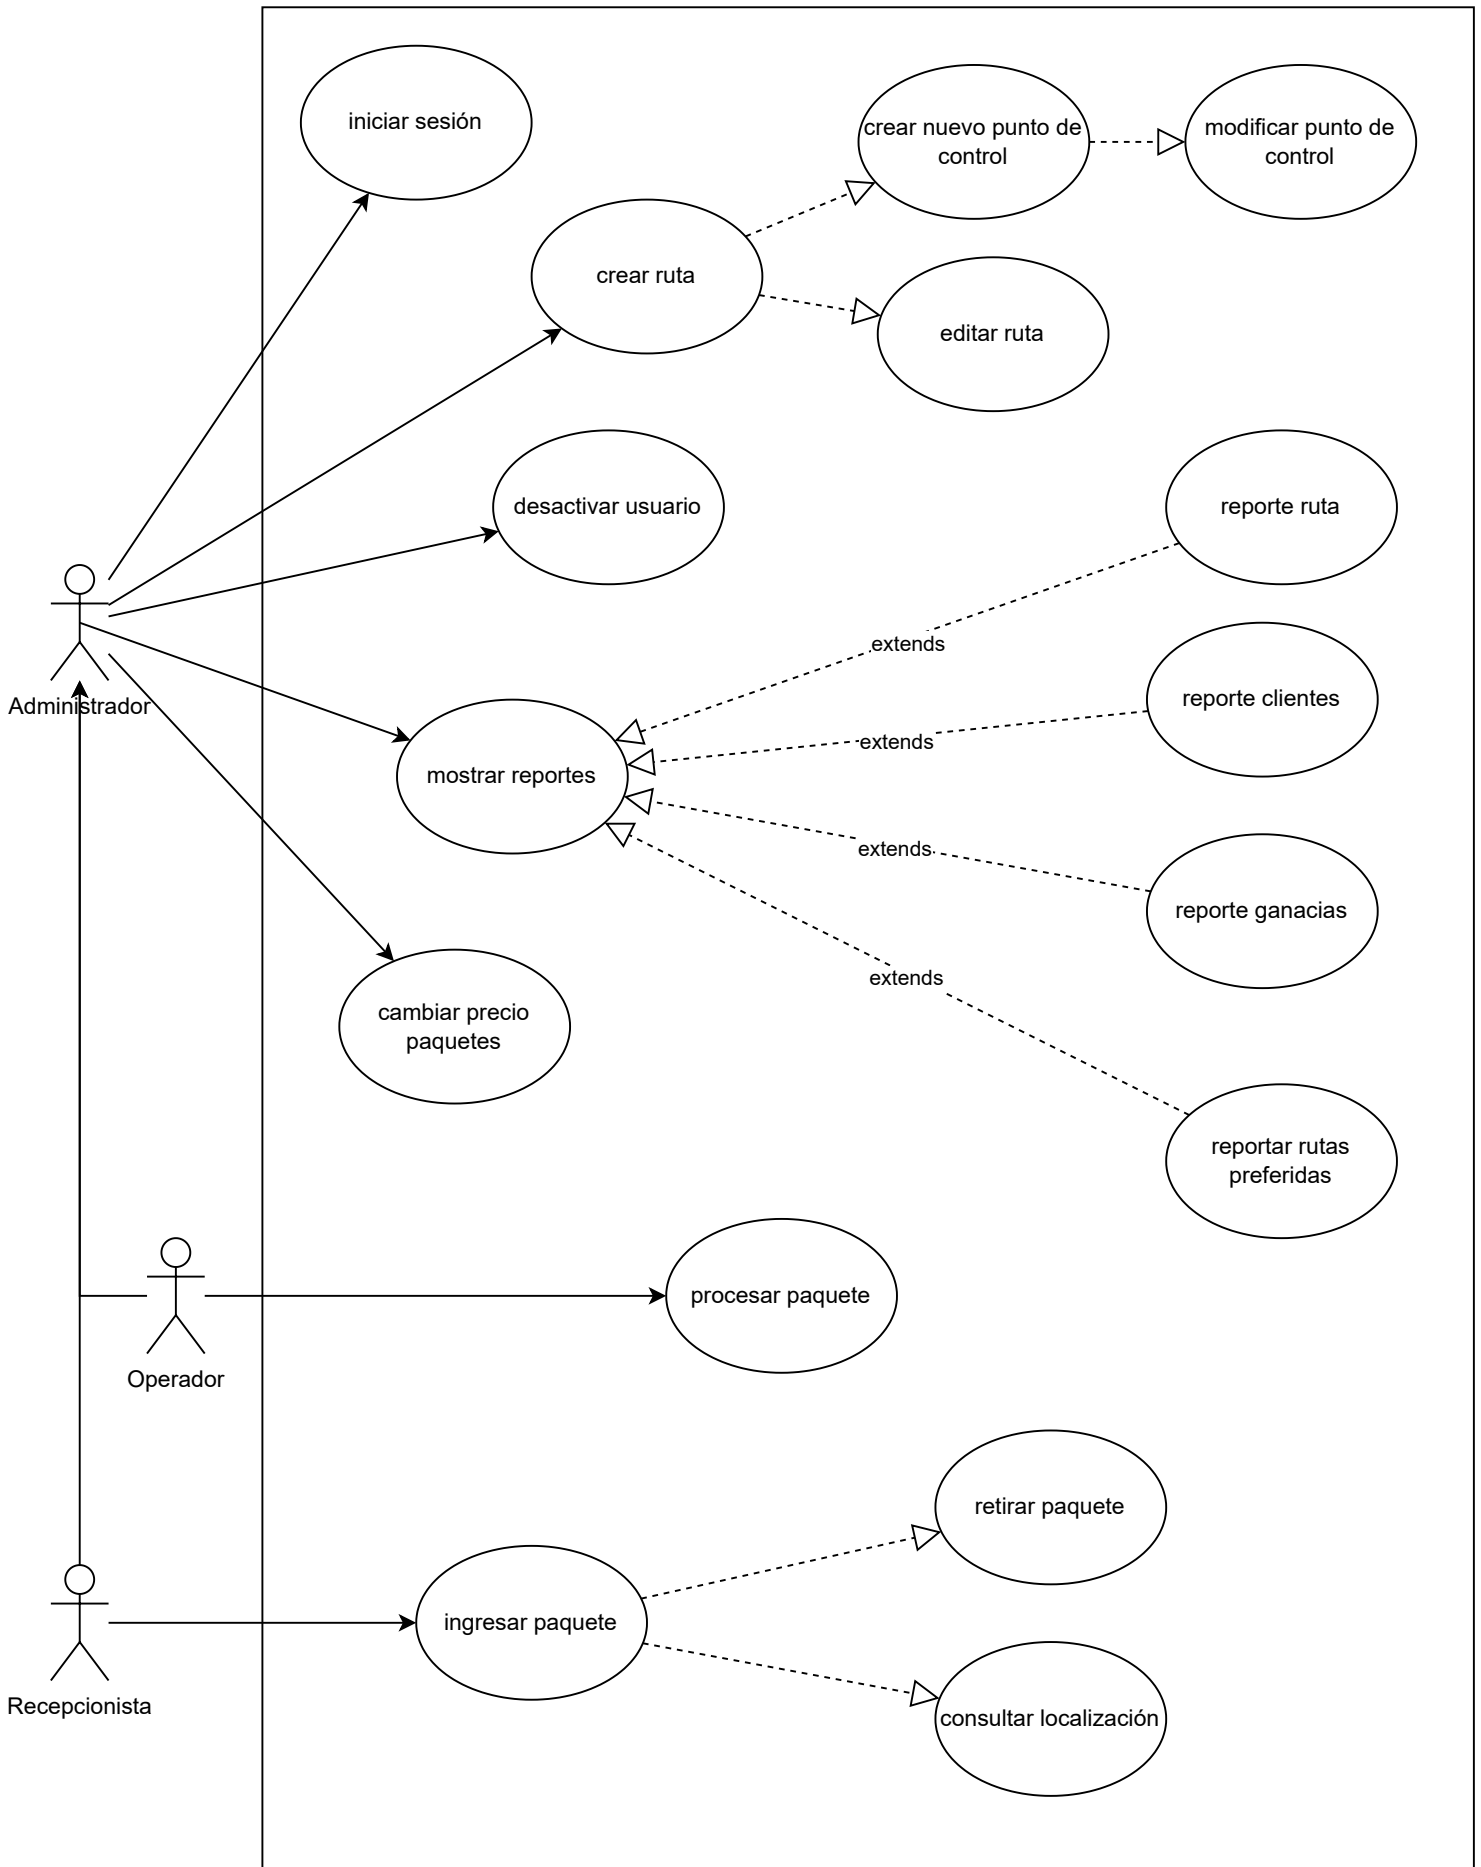 iniciar sesión
crear nuevo punto de
control
modificar punto de
control
crear ruta
editar ruta
desactivar usuario
reporte ruta
extends
Administrador
reporte clientes
extends
mostrar reportes
extends
reporte ganacias
extends
cambiar precio
paquetes
reportar rutas
preferidas
procesar paquete
Operador
retirar paquete
ingresar paquete
Recepcionista
consultar localización